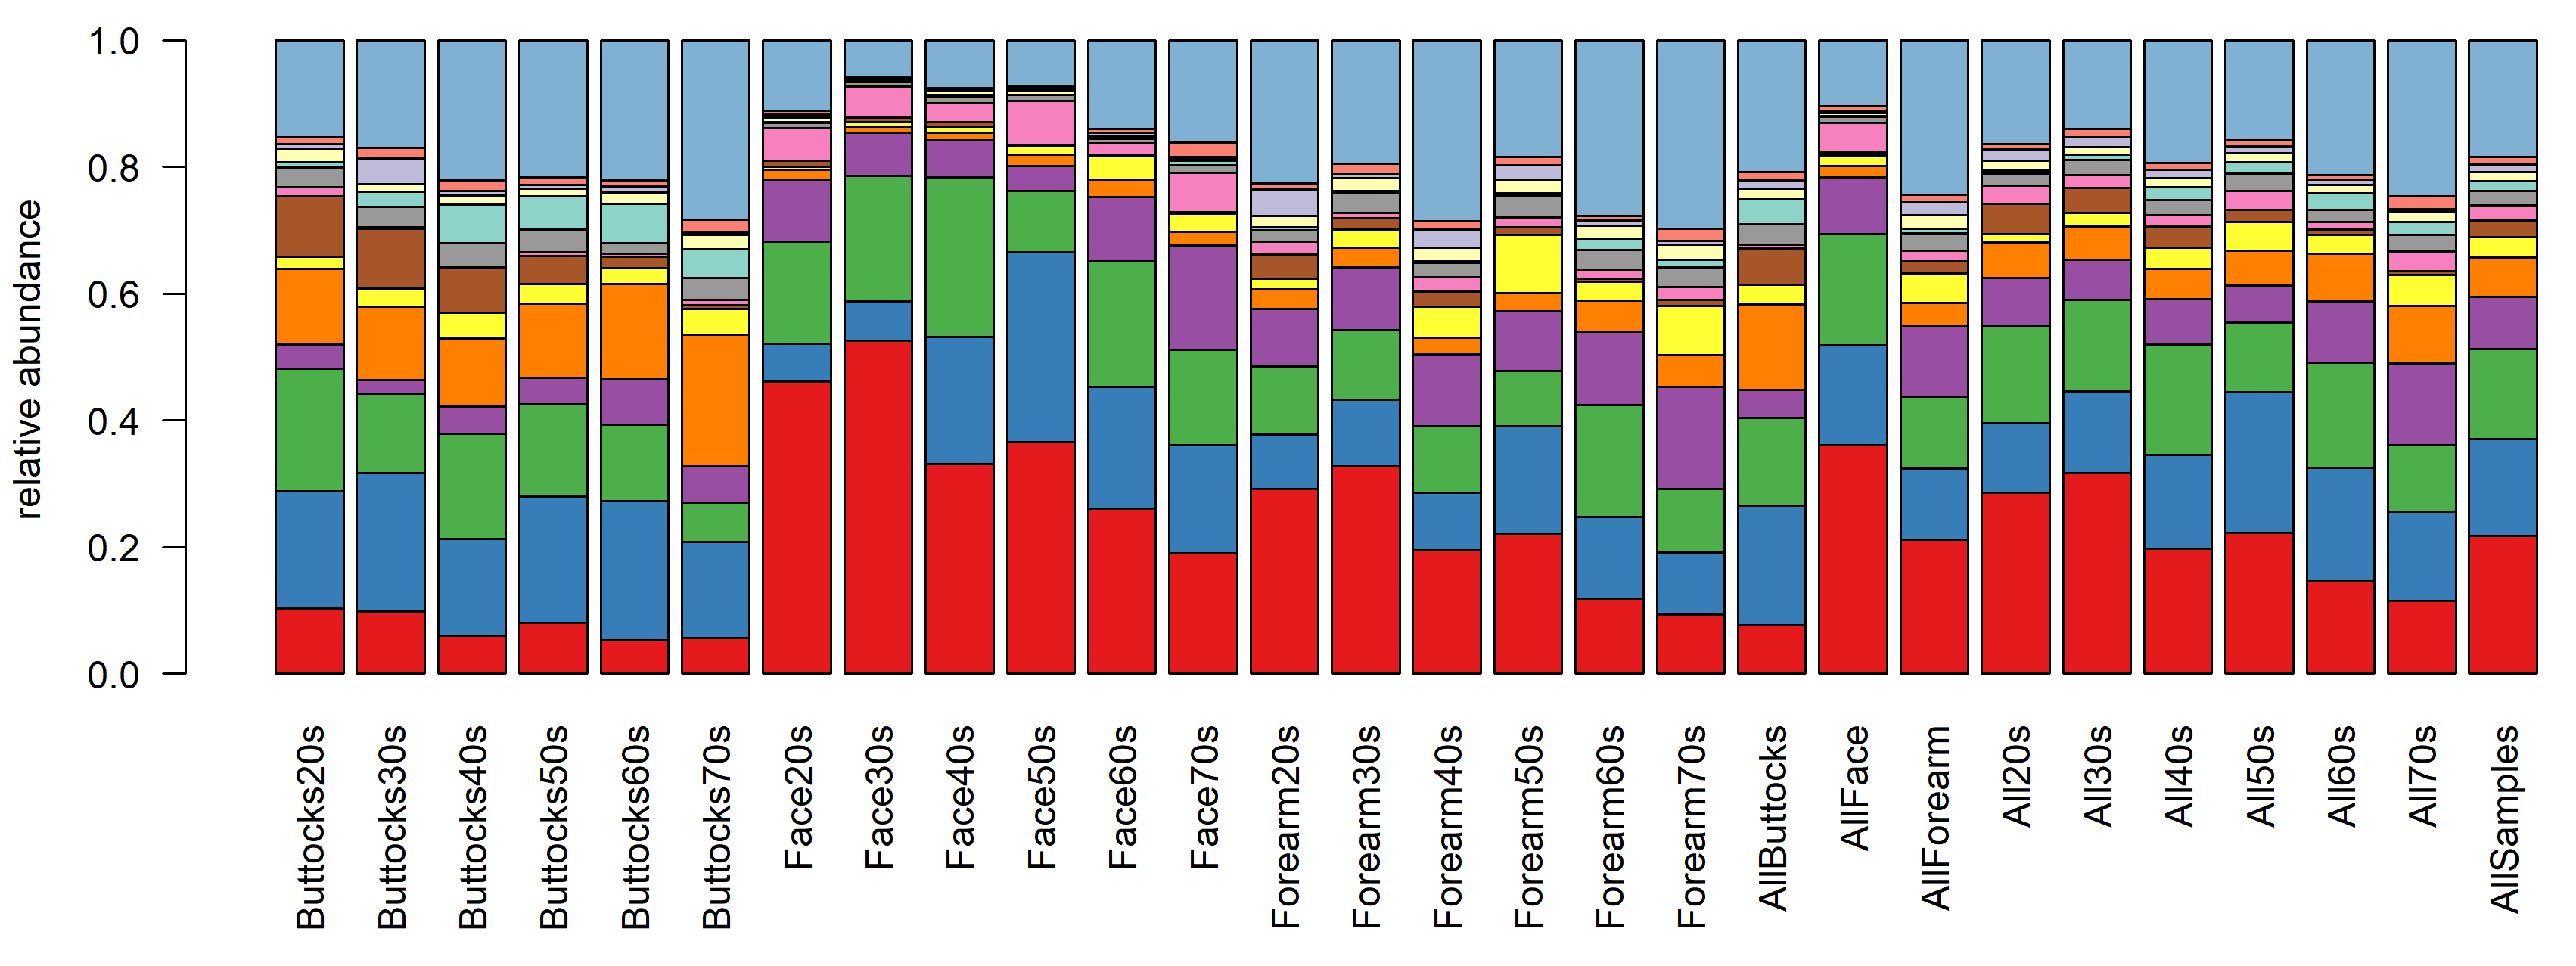 relative abundance
1.0
0.8
0.6
0.4
0.2
0.0
Buttocks20s
Buttocks30s
Buttocks40s
Buttocks50s
Buttocks60s
Buttocks70s
Face20s
Face30s
Face40s
Face50s
Face60s
Face70s
Forearm20s
Forearm30s
Forearm40s
Forearm50s
Forearm60s
Forearm70s
AllButtocks
AllFace
AllForearm
All20s
All30s
All40s
All50s
All60s
All70s
AllSamples